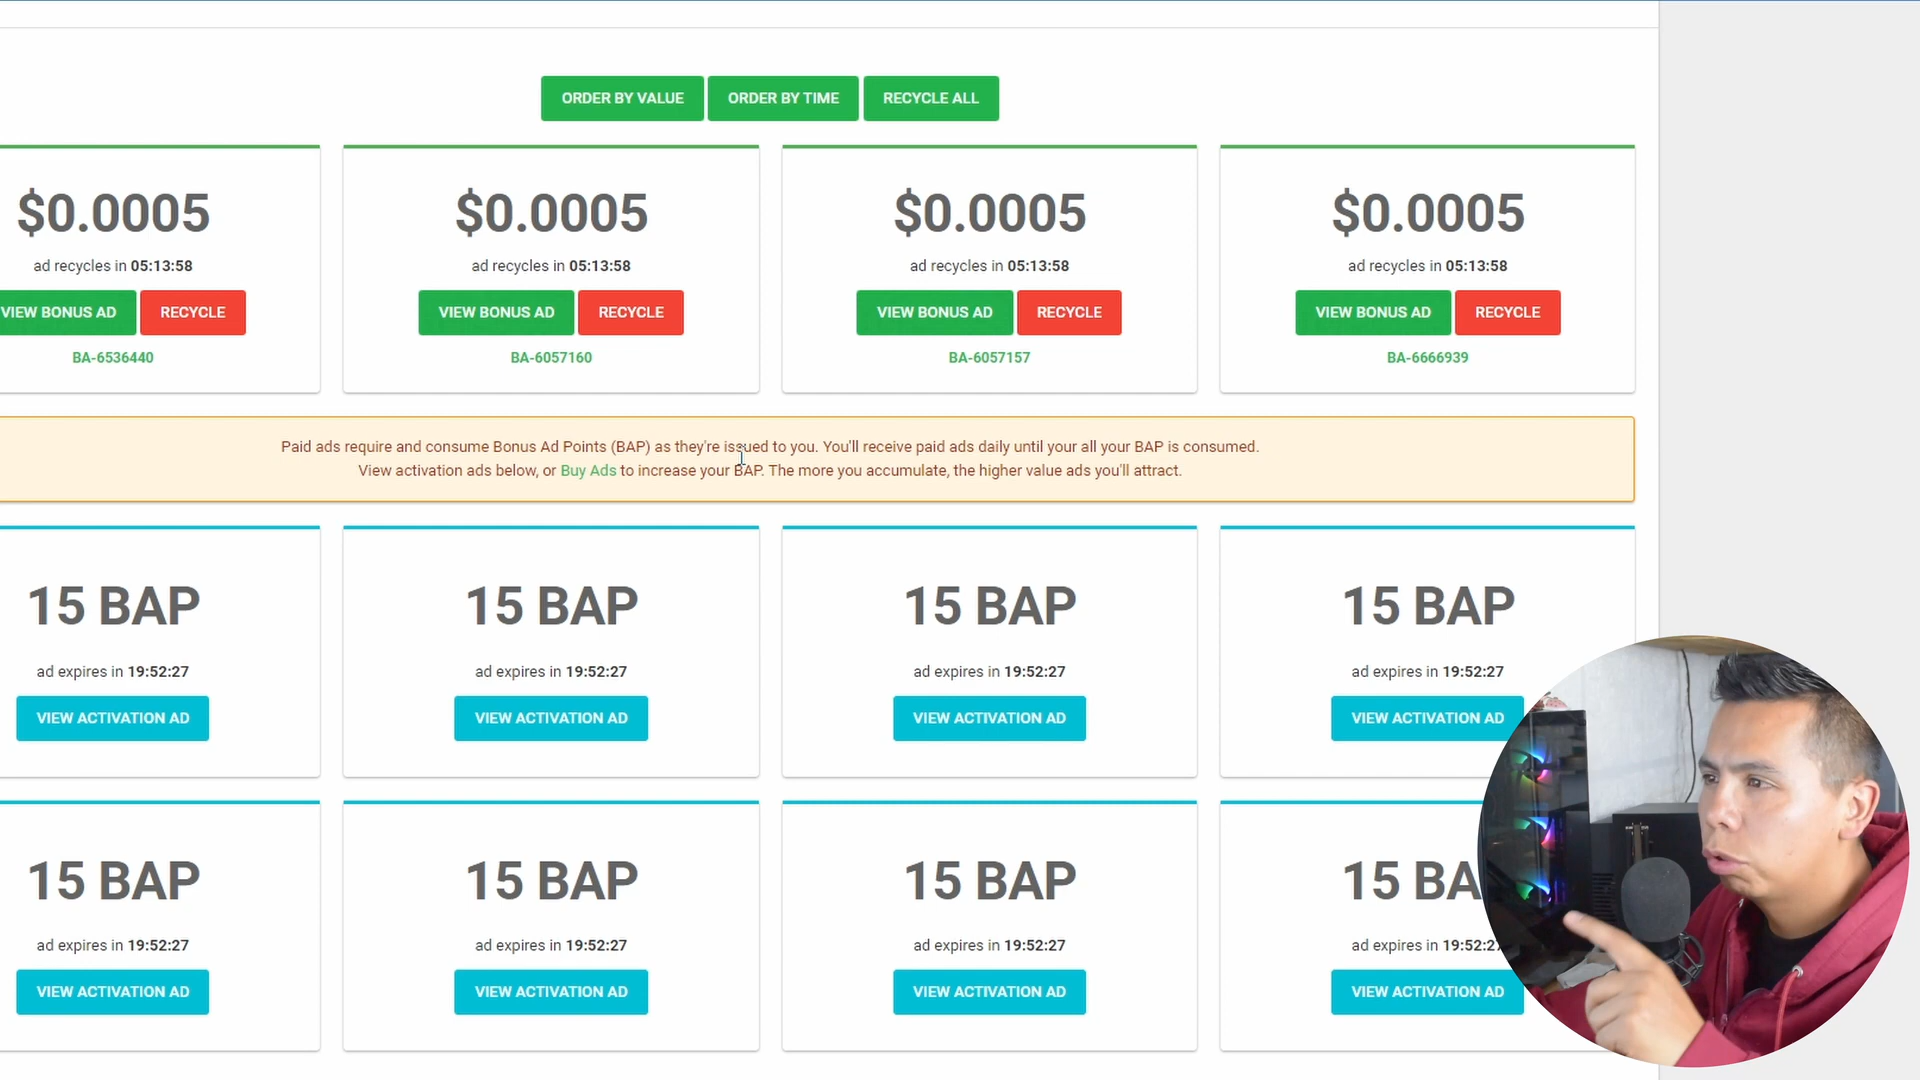 ORDER BY VALUE ORDER BY TIME RECYCLE ALL
$0.0005 $0.0005 $0.0005 $0.0005
ad recycles in 05:13:58 ad recycles in 05:13:58 ad recycles in 05:13:58 ad recycles in 05:13:58
VIEW BONUS AD RECYCLE VIEW BONUS AD RECYCLE VIEW BONUS AD RECYCLE VIEW BONUS AD RECYCLE
BA-6536440 BA-6057160 BA-6057157 BA-6666939
Paid ads require and consume Bonus Ad Points (BAP) as they're issued to you. You'll receive paid ads daily until your all your BAP is consumed.
View activation ads below, or Buy Ads to increase your BAP. The more you accumulate, the higher value ads you'll attract.
15 BAP 15 BAP 15 BAP 15 BAP
ad expires in 19:52:27 ad expires in 19:52:27 ad expires in 19:52:27 ad expires in 19:52:27
VIEW ACTIVATION AD VIEW ACTIVATION AD VIEW ACTIVATION AD VIEW ACTIVATION AD
15 BAP 15 BAP 15 BAP 15 BA
ad expires in 19:52:27 ad expires in 19:52:27 ad expires in 19:52:27 ad expires in 19:52:27
VIEW ACTIVATION AD VIEW ACTIVATION AD VIEW ACTIVATION AD VIEW ACTIVATION AD